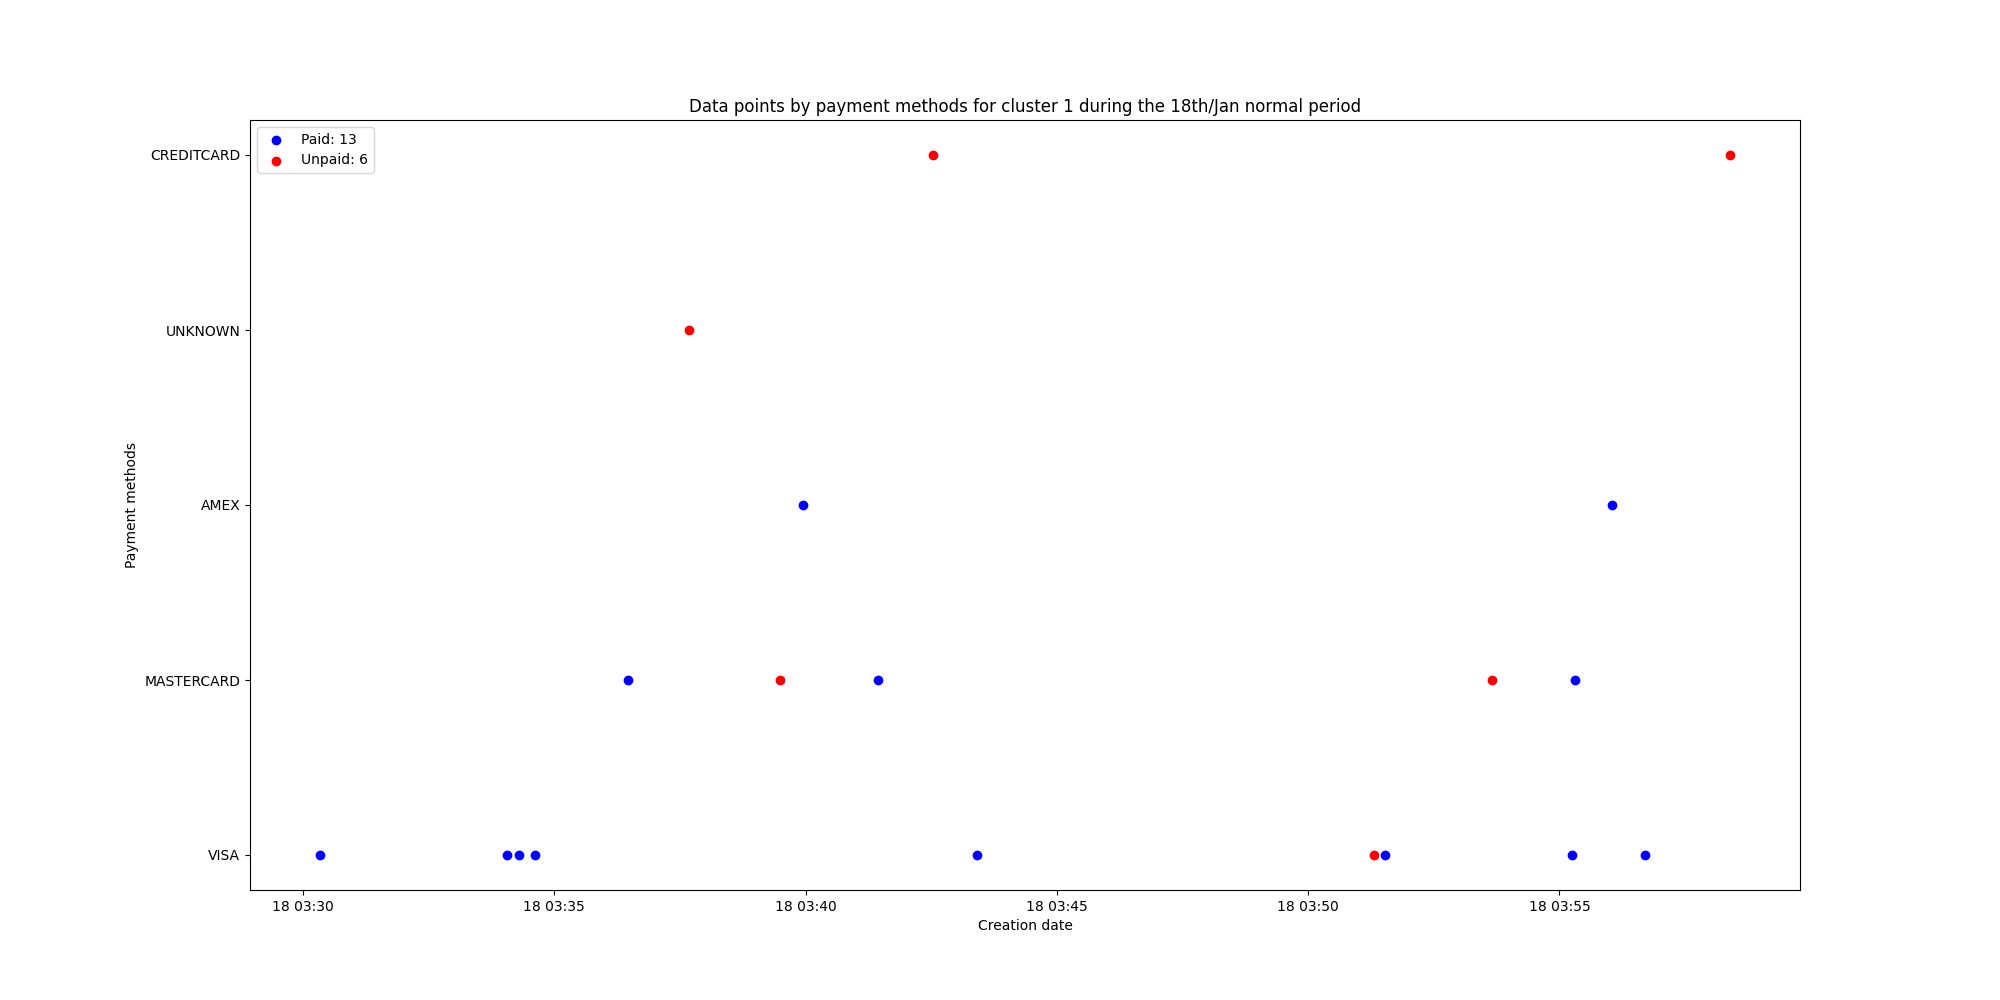 Data points by payment methods for cluster 1 during the 18th/Jan normal period
Paid: 13
Unpaid: 6
CREDITCARD
UNKNOWN
AMEX
MASTERCARD
VISA
Payment methods
18 03:30
18 03:35
18 03:40
18 03:45
18 03:50
18 03:55
Creation date